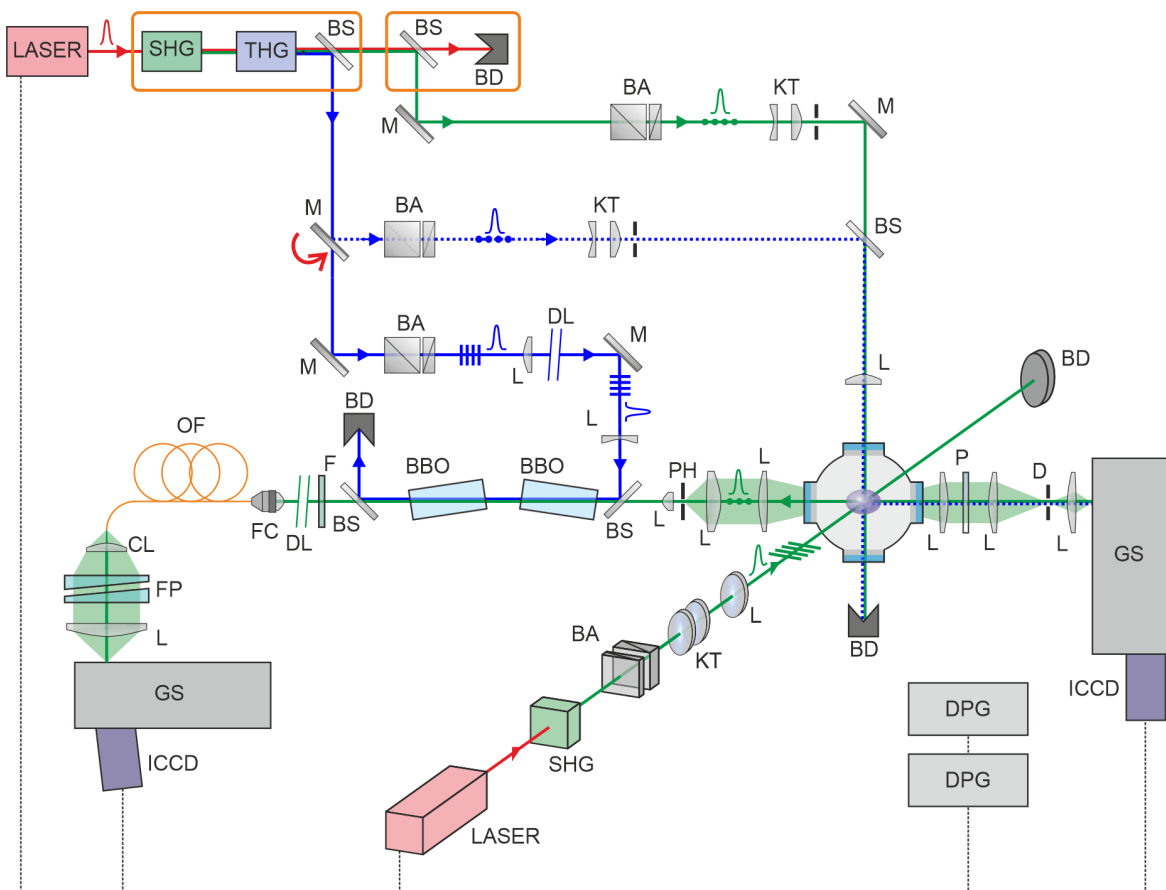 LASER
SHG
THG
BS
BS
BD
M
BA
KT
M
M
BA
KT
BS
M
BA
L
DL
M
L
BD
L
BD
OF
F
BBO
BBO
PH
L
P
D
FC
DL
BS
BS
L
L
L
L
L
CL
FP
L
GS
L
BA
KT
BD
GS
ICCD
ICCD
SHG
DPG
DPG
LASER